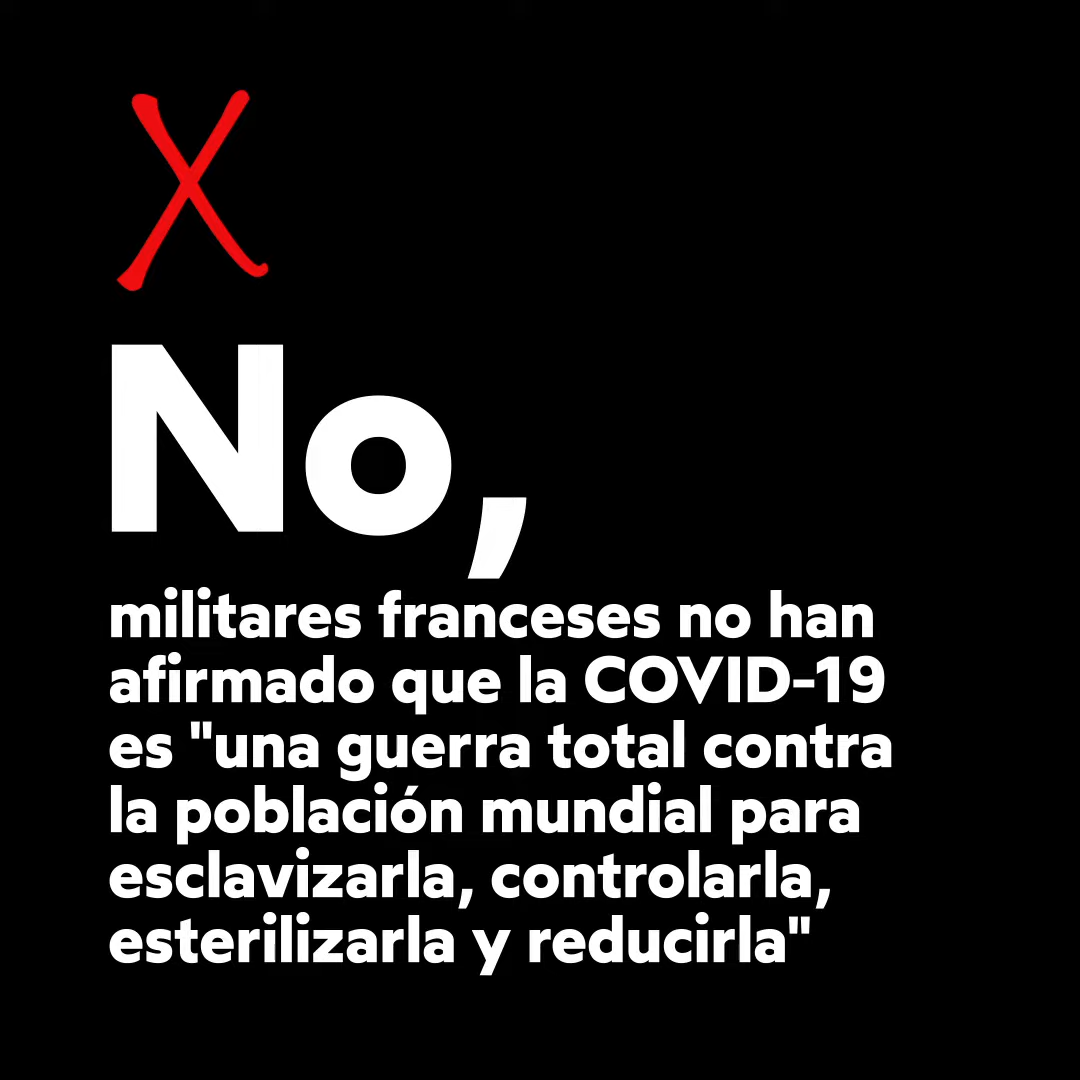 No,
militares franceses no han
afirmado que la COVID-19
es "una guerra total contra
la población mundial para
esclavizarla, controlarla,
esterilizarla y reducirla"